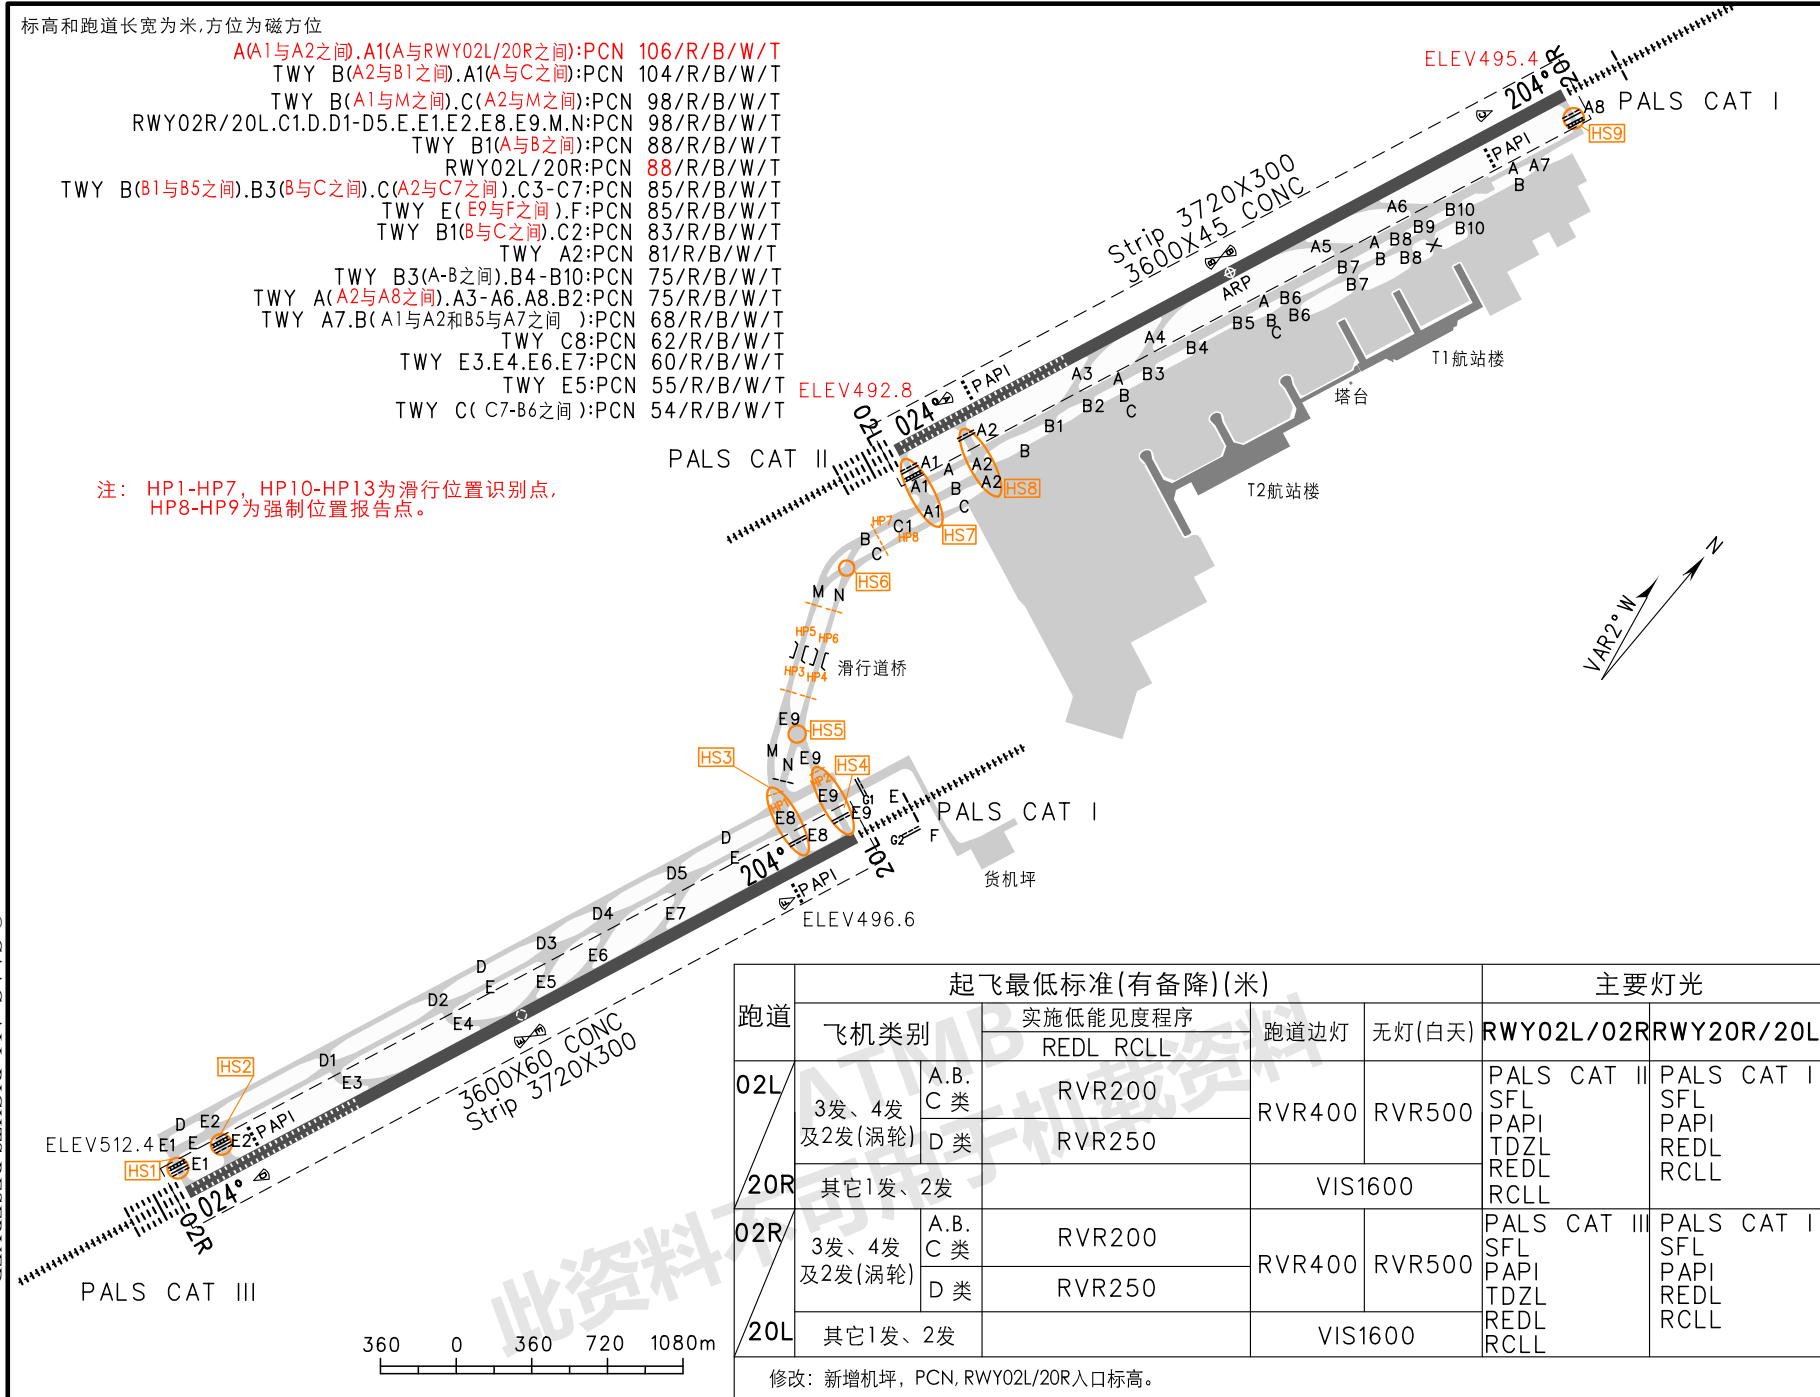 标高和跑道长宽为米,方位为磁方位
A(A1与A2之间).A1(A与RWY02L/20R之间):PCN 106/R/B/W/T
TWY B(A2与B1之间).A1(A与C之间):PCN 104/R/B/W/T
TWY B(A1与M之间).C(A2与M之间):PCN 98/R/B/W/T
RWY02R/20L.C1.D.D1-D5.E.E1.E2.E8.E9.M.N:PCN 98/R/B/W/T
TWY B1(A与B之间):PCN 88/R/B/W/T
RWY02L/20R:PCN 88/R/B/W/T
TWY B(B1与B5之间).B3(B与C之间).C(A2与C7之间).C3-C7:PCN 85/R/B/W/T
TWY E( E9与F之间 ).F:PCN 85/R/B/W/T
TWY B1(B与C之间).C2:PCN 83/R/B/W/T
TWY A2:PCN 81/R/B/W/T
TWY B3(A-B之间).B4-B10:PCN 75/R/B/W/T
TWY A(A2与A8之间).A3-A6.A8.B2:PCN 75/R/B/W/T
TWY A7.B( A1与A2和B5与A7之间 ):PCN 68/R/B/W/T
TWY C8:PCN 62/R/B/W/T
TWY E3.E4.E6.E7:PCN 60/R/B/W/T
TWY E5:PCN 55/R/B/W/T
TWY C( C7-B6之间 ):PCN 54/R/B/W/T
注: HP1-HP7, HP10-HP13为滑行位置识别点,
HP8-HP9为强制位置报告点。
ELEV495.4
204°
20R
PALS CAT I
A8
HS9
PAPI
A A7
B
Strip 3720X300
3600X45 CONC
ARP
A6
B10
B9
B10
A5
A
B8
B
B8
B7
B7
A
B6
B6
B5
B
C
A4
B4
T1航站楼
塔台
T2航站楼
A3
A
B3
B
B2
C
B1
B
ELEV492.8
02L
024°
PAPI
PALS CAT II
A2
A2
A2
HS8
A1
A1
A1
A
B
C
HS7
HP7
C1
HP8
B
C
HS6
M N
HP5
HP6
HP3
HP4
滑行道桥
E9
HS5
M
N
E9
HS3
HS4
HP1
HP2
E8
E8
E9
E9
G1
E
G2
F
PALS CAT I
20L
204°
PAPI
ELEV496.6
货机坪
D
E
D5
E7
D4
E6
D3
E5
D
E
D2
E4
D1
E3
3600X60 CONC
Strip 3720X300
HS2
D
E2
E2
E
E1
E1
HS1
ELEV512.4
PAPI
024°
02R
PALS CAT III
N
VAR2°W
360 0 360 720 1080m
跑道
起飞最低标准(有备降)(米)
主要灯光
飞机类别
实施低能见度程序
REDL RCLL
跑道边灯
无灯(白天)
RWY02L/02R
RWY20R/20L
02L
20R
3发、4发
及2发(涡轮)
A.B.
C 类
RVR200
D 类
RVR250
RVR400
RVR500
其它1发、2发
VIS1600
PALS CAT II
SFL
PAPI
TDZL
REDL
RCLL
PALS CAT I
SFL
PAPI
REDL
RCLL
02R
20L
3发、4发
及2发(涡轮)
A.B.
C 类
RVR200
D 类
RVR250
RVR400
RVR500
其它1发、2发
VIS1600
PALS CAT III
SFL
PAPI
TDZL
REDL
RCLL
PALS CAT I
SFL
PAPI
REDL
RCLL
修改: 新增机坪, PCN, RWY02L/20R入口标高。
ATMB
此资料不可用于机载资料